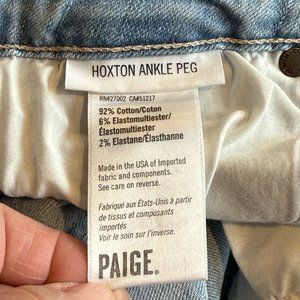 HOXTON ANKLE PEG
RN#27002 CA#51217
92% Cotton/Coton
6% Elastomultiester/
Élastomultiester
2% Elastane/Élasthanne
Made in the USA of Imported
fabric and components.
See care on reverse.
Fabriqué aux États-Unis à partir
de tissus et composants
importés
Voir le soin sur l'inverse.
PAIGE.